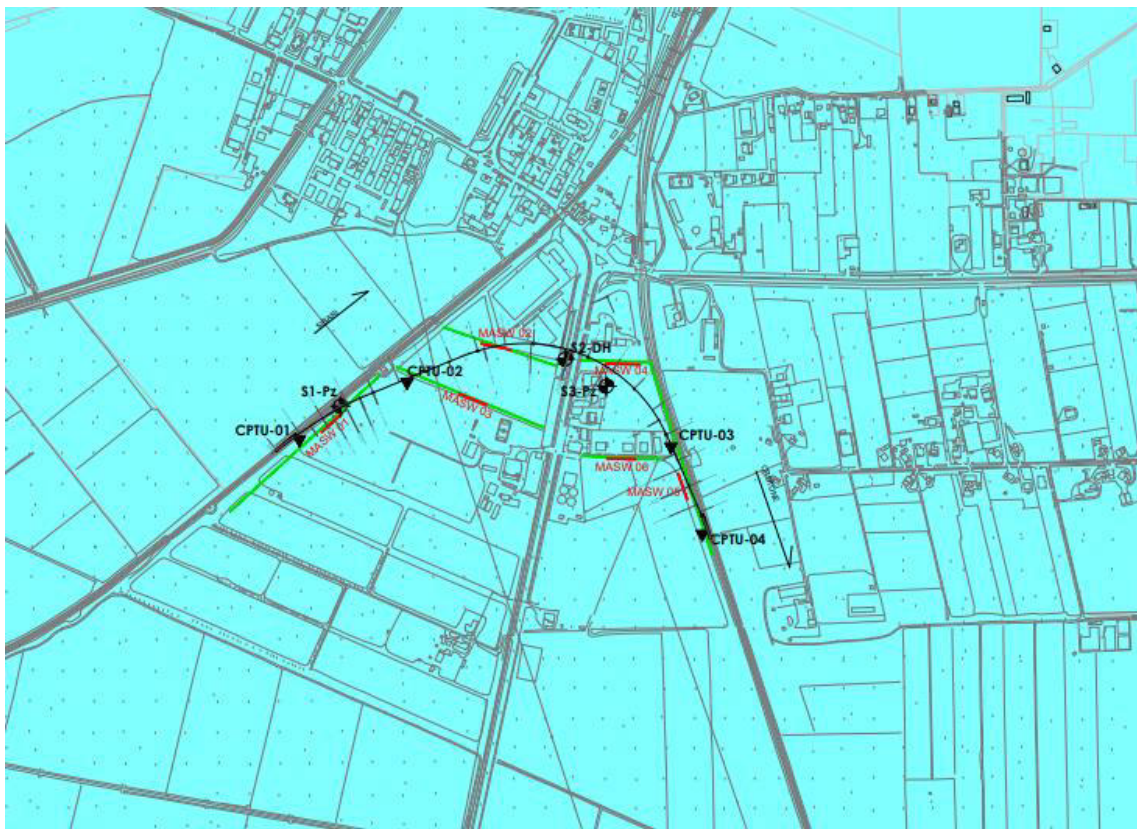 MASW 02
S2-DH
MASW 04
CPTU-02
S3-Pz
S1-Pz
MASW 03
CPTU-01
MASW 01
CPTU-03
MASW 06
MASW 05
CPTU-04